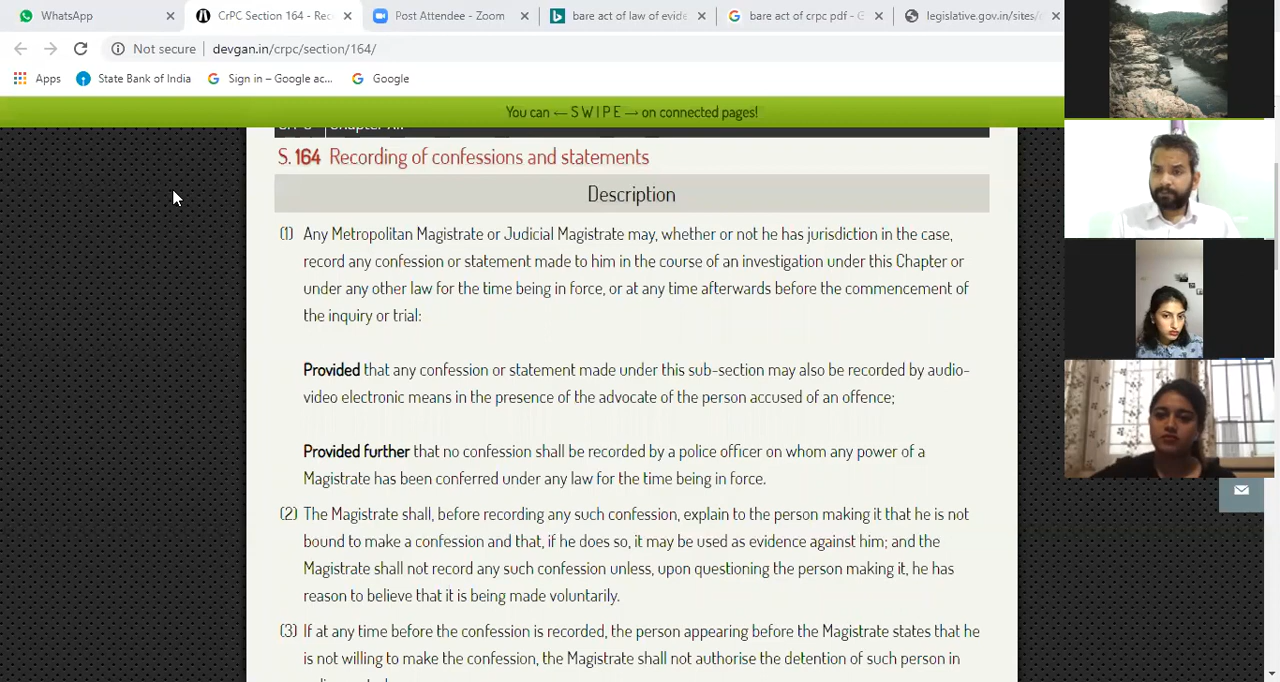 WhatsApp
CrPC Section 164 - Rec
Post Attendee - Zoom
bare act of law of evide
bare act of crpc pdf - G
legislative.gov.in/sites/
Not secure
devgan.in/crpc/section/164/
Apps
State Bank of India
Sign in – Google ac...
Google
You can ← S W I P E → on connected pages!
S. 164 Recording of confessions and statements
Description
(1) Any Metropolitan Magistrate or Judicial Magistrate may, whether or not he has jurisdiction in the case,
record any confession or statement made to him in the course of an investigation under this Chapter or
under any other law for the time being in force, or at any time afterwards before the commencement of
the inquiry or trial:
Provided that any confession or statement made under this sub-section may also be recorded by audio-
video electronic means in the presence of the advocate of the person accused of an offence;
Provided further that no confession shall be recorded by a police officer on whom any power of a
Magistrate has been conferred under any law for the time being in force.
(2) The Magistrate shall, before recording any such confession, explain to the person making it that he is not
bound to make a confession and that, if he does so, it may be used as evidence against him; and the
Magistrate shall not record any such confession unless, upon questioning the person making it, he has
reason to believe that it is being made voluntarily.
(3) If at any time before the confession is recorded, the person appearing before the Magistrate states that he
is not willing to make the confession, the Magistrate shall not authorise the detention of such person in